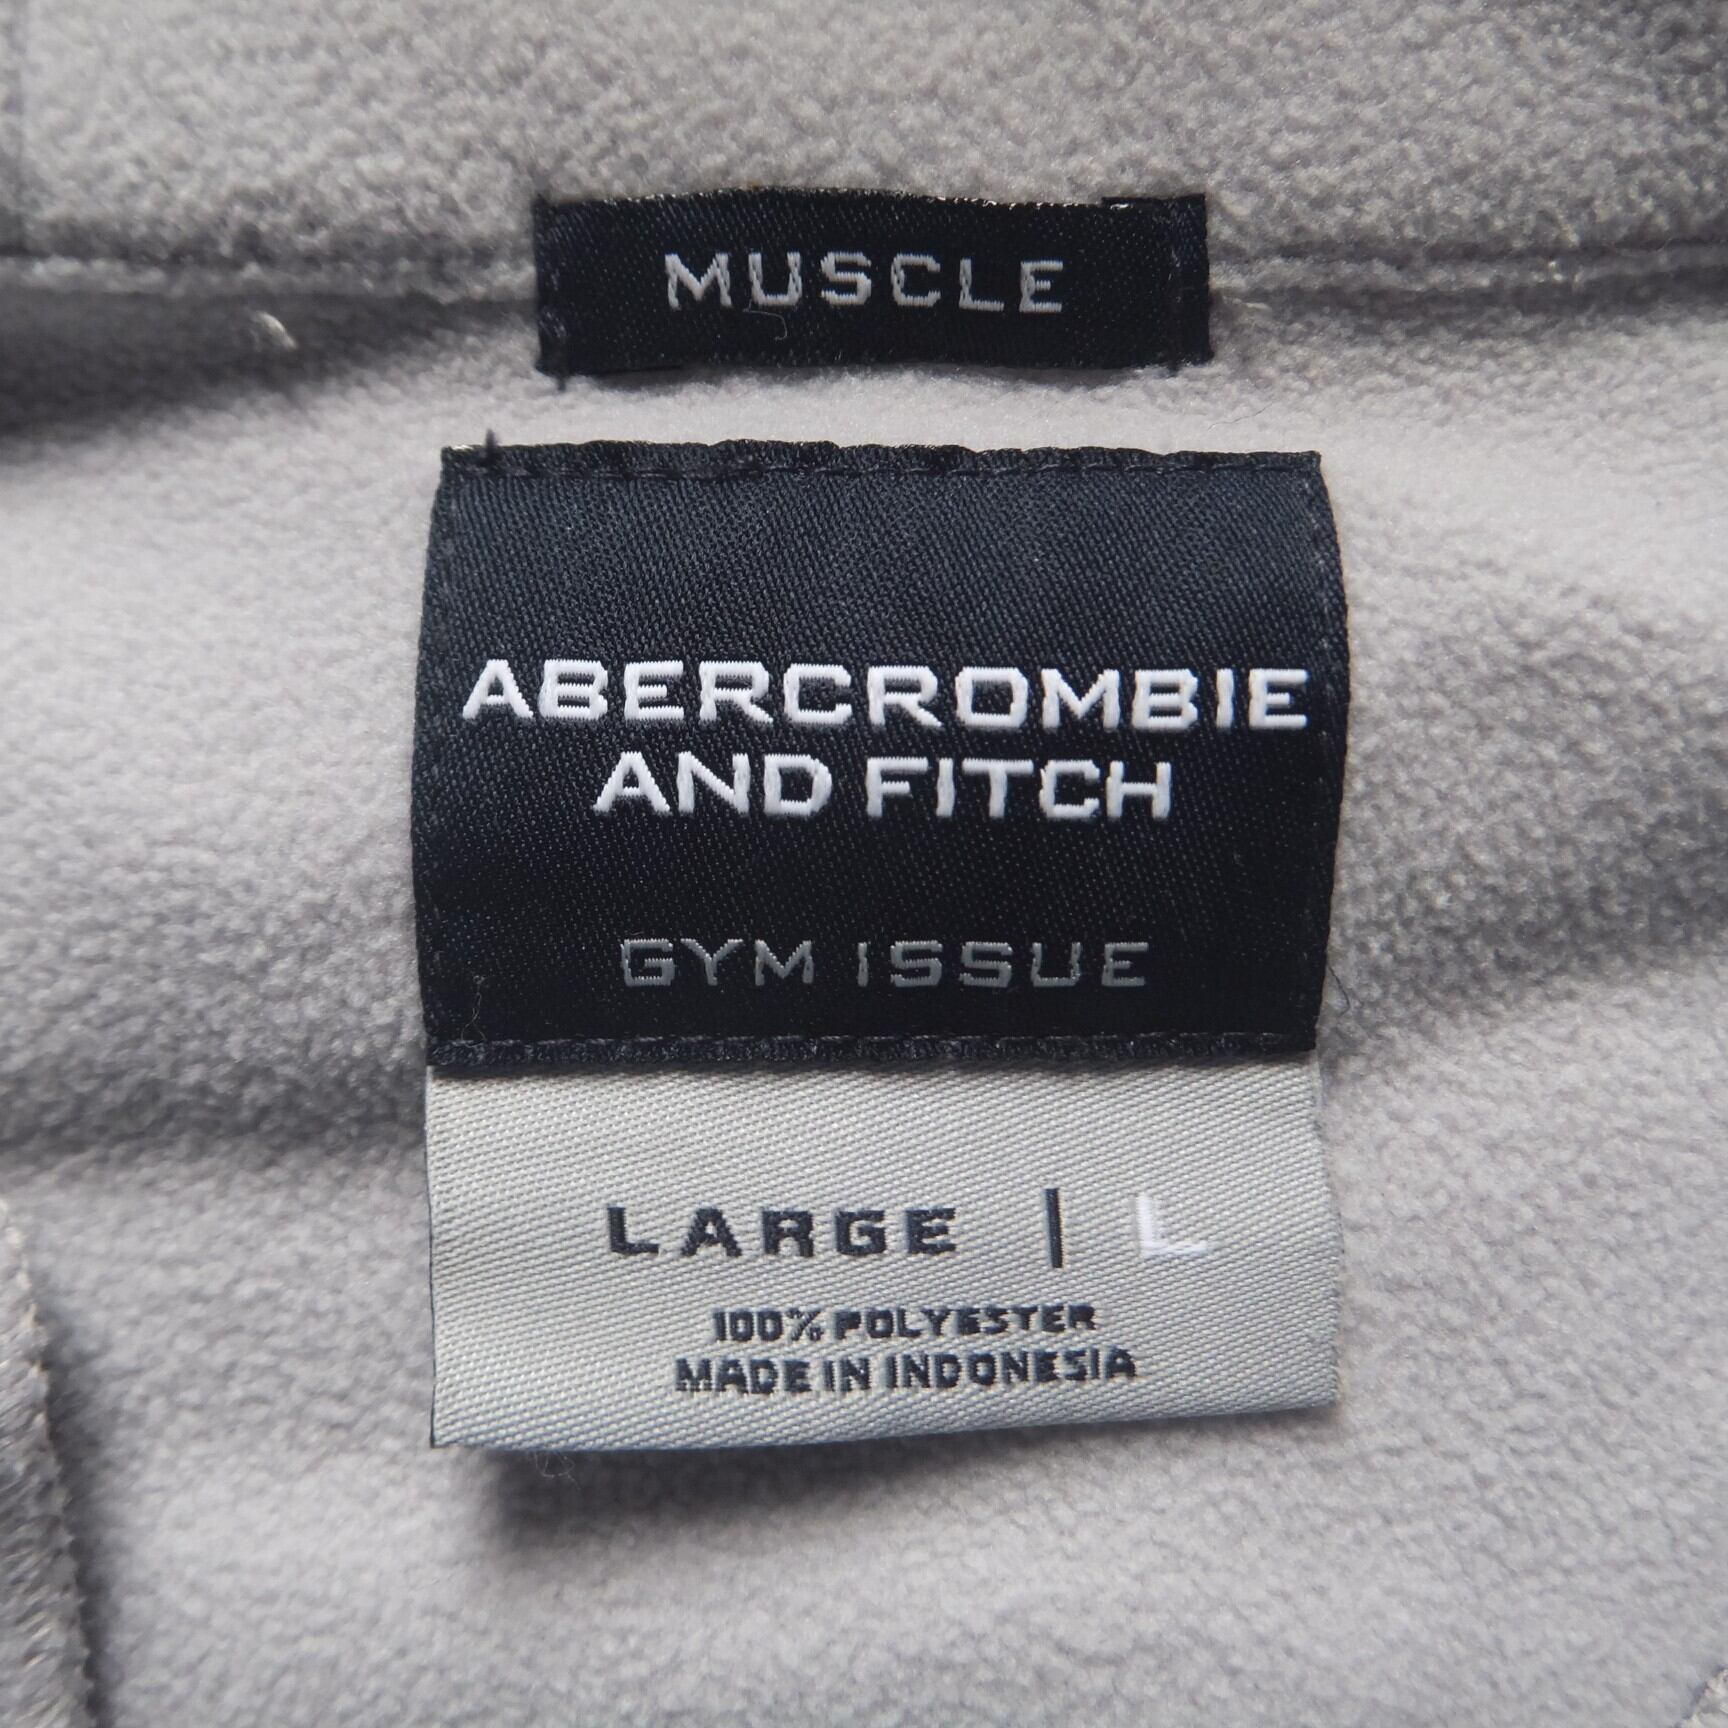 MUSCLE
ABERCROMBIE
AND FITCH
GYM ISSUE
LARGE | L
100% POLYESTER
MADE IN INDONESIA